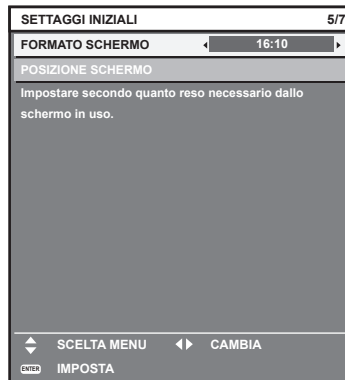 SETTAGGI INIZIALI 5/7
FORMATO SCHERMO 16:10
POSIZIONE SCHERMO
Impostare secondo quanto reso necessario dallo
schermo in uso.
SCELTA MENU CAMBIA
ENTER IMPOSTA